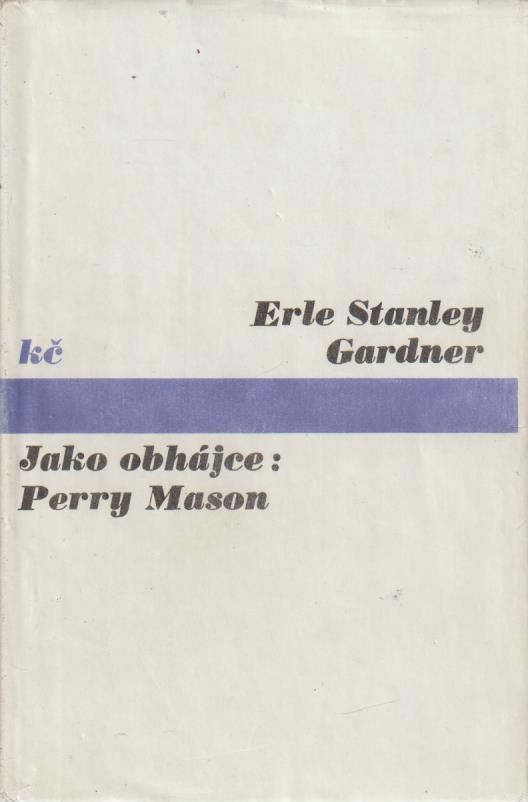 Erle Stanley
kč
Gardner
Jako obhájce:
Perry Mason